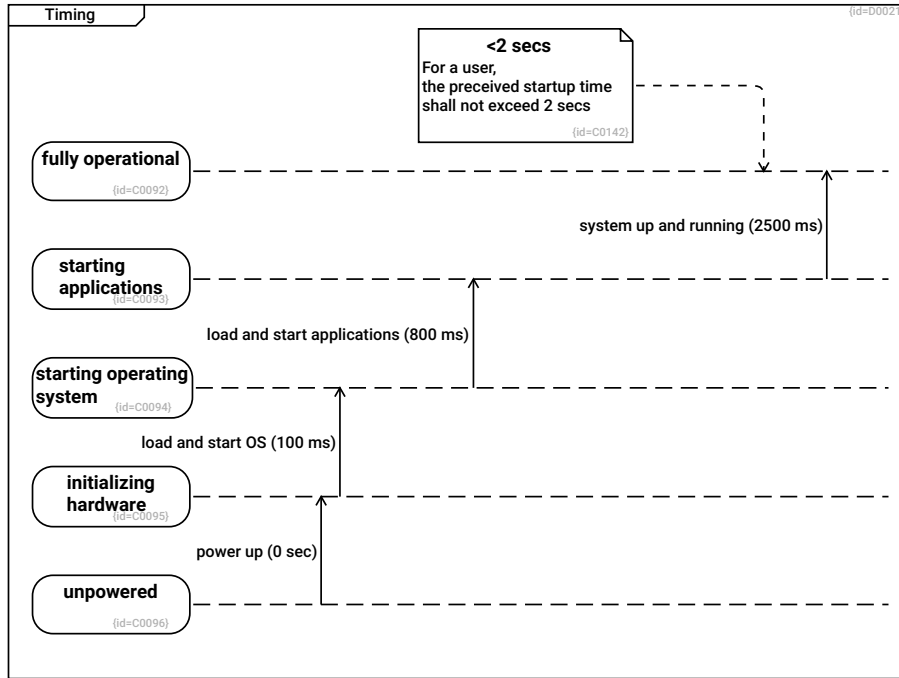 Timing
{id=D0021
<2 secs
For a user,
the preceived startup time
shall not exceed 2 secs
{id=C0142}
fully operational
{id=C0092}
system up and running (2500 ms)
starting
applications
{id=C0093}
load and start applications (800 ms)
starting operating
system
{id=C0094}
load and start OS (100 ms)
initializing
hardware
{id=C0095}
power up (0 sec)
unpowered
{id=C0096}